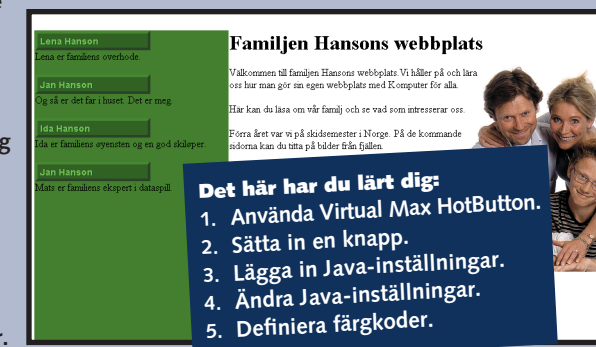 Lena Hanson
Lena er familiens overhode.
Jan Hanson
Og så er det far i huset. Det er meg.
Ida Hanson
Ida er familiens øyensten og en god skiløper.
Jan Hanson
Mats er familiens ekspert i dataspill.
Familjen Hansons webbplats
Välkommen till familjen Hansons webbplats.Vi håller på och lära
oss hur man gör sin egen webbplats med Komputer för alla.
Här kan du läsa om vår familj och se vad som intresserar oss.
Förra året var vi på skidsemester i Norge. På de kommande
sidorna kan du titta på bilder från fjällen.
Det här har du lärt dig:
1. Använda Virtual Max HotButton.
2. Sätta in en knapp.
3. Lägga in Java-inställningar.
4. Ändra Java-inställningar.
5. Definiera färgkoder.